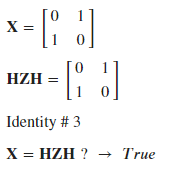 X = [0 1
1 0]
HZH = [0 1
1 0]
Identity # 3
X = HZH ? → True